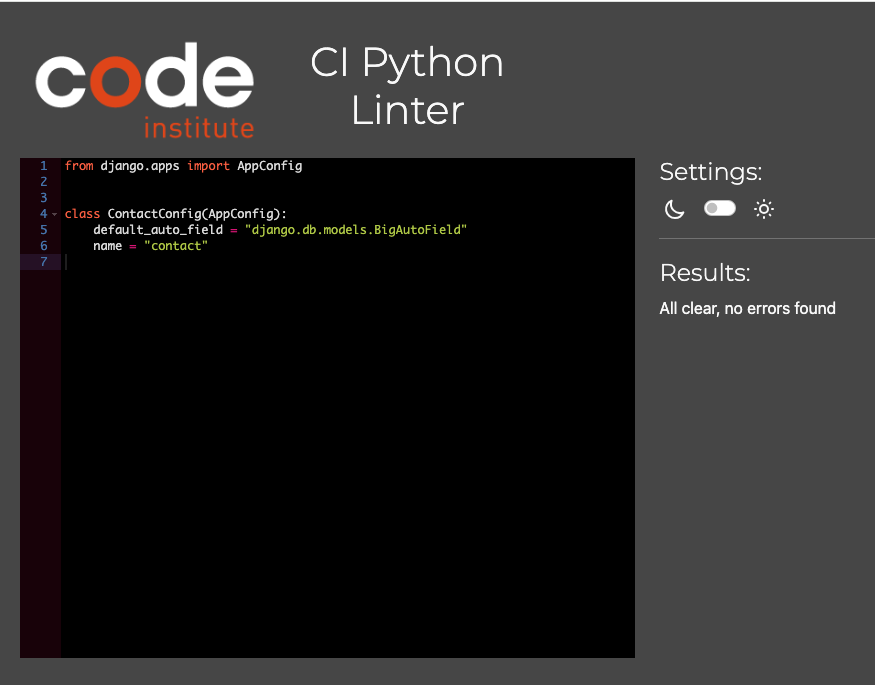 code
institute
CI Python
Linter
1 from django.apps import AppConfig
2
3
4 class ContactConfig(AppConfig):
5     default_auto_field = "django.db.models.BigAutoField"
6     name = "contact"
7
Settings:
Results:
All clear, no errors found